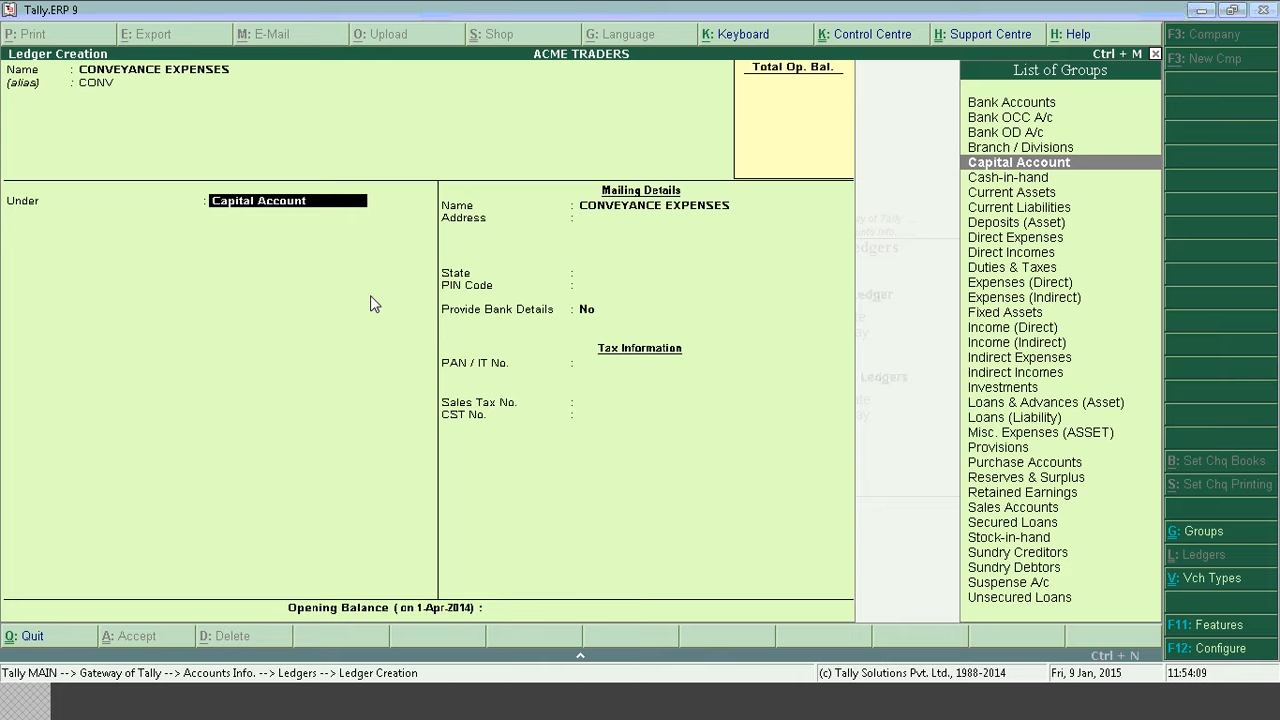 Tally.ERP 9
P: Print E: Export M: E-Mail O: Upload S: Shop G: Language K: Keyboard K: Control Centre H: Support Centre H: Help F3: Company
Ledger Creation ACME TRADERS Ctrl + M
F3: New Cmp
Name : CONVEYANCE EXPENSES
(alias) : CONV
Total Op. Bal.
Under : Capital Account
Mailing Details
Name : CONVEYANCE EXPENSES
Address :
State :
PIN Code :
Provide Bank Details : No
Tax Information
PAN / IT No. :
Sales Tax No. :
CST No. :
Opening Balance ( on 1-Apr-2014) :
List of Groups
Bank Accounts
Bank OCC A/c
Bank OD A/c
Branch / Divisions
Capital Account
Cash-in-hand
Current Assets
Current Liabilities
Deposits (Asset)
Direct Expenses
Direct Incomes
Duties & Taxes
Expenses (Direct)
Expenses (Indirect)
Fixed Assets
Income (Direct)
Income (Indirect)
Indirect Expenses
Indirect Incomes
Investments
Loans & Advances (Asset)
Loans (Liability)
Misc. Expenses (ASSET)
Provisions
Purchase Accounts
Reserves & Surplus
Retained Earnings
Sales Accounts
Secured Loans
Stock-in-hand
Sundry Creditors
Sundry Debtors
Suspense A/c
Unsecured Loans
B: Set Chq Books
S: Set Chq Printing
G: Groups
L: Ledgers
V: Vch Types
F11: Features
F12: Configure
Q: Quit A: Accept D: Delete
Ctrl + N
Tally MAIN --> Gateway of Tally --> Accounts Info. --> Ledgers --> Ledger Creation (c) Tally Solutions Pvt. Ltd., 1988-2014 Fri, 9 Jan, 2015 11:54:09